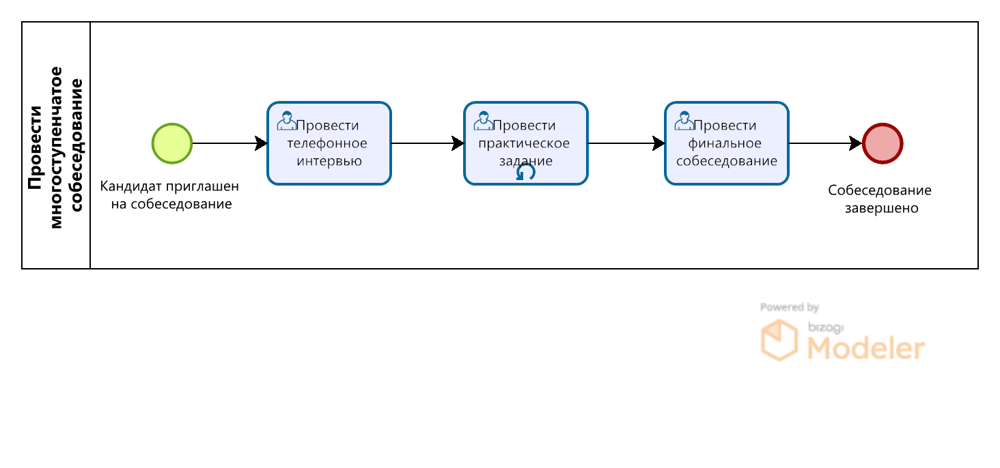 Провести
многоступенчатое
собеседование
Кандидат приглашен
на собеседование
Провести
телефонное
интервью
Провести
практическое
задание
Провести
финальное
собеседование
Собеседование
завершено
Powered by
bizagi
Modeler